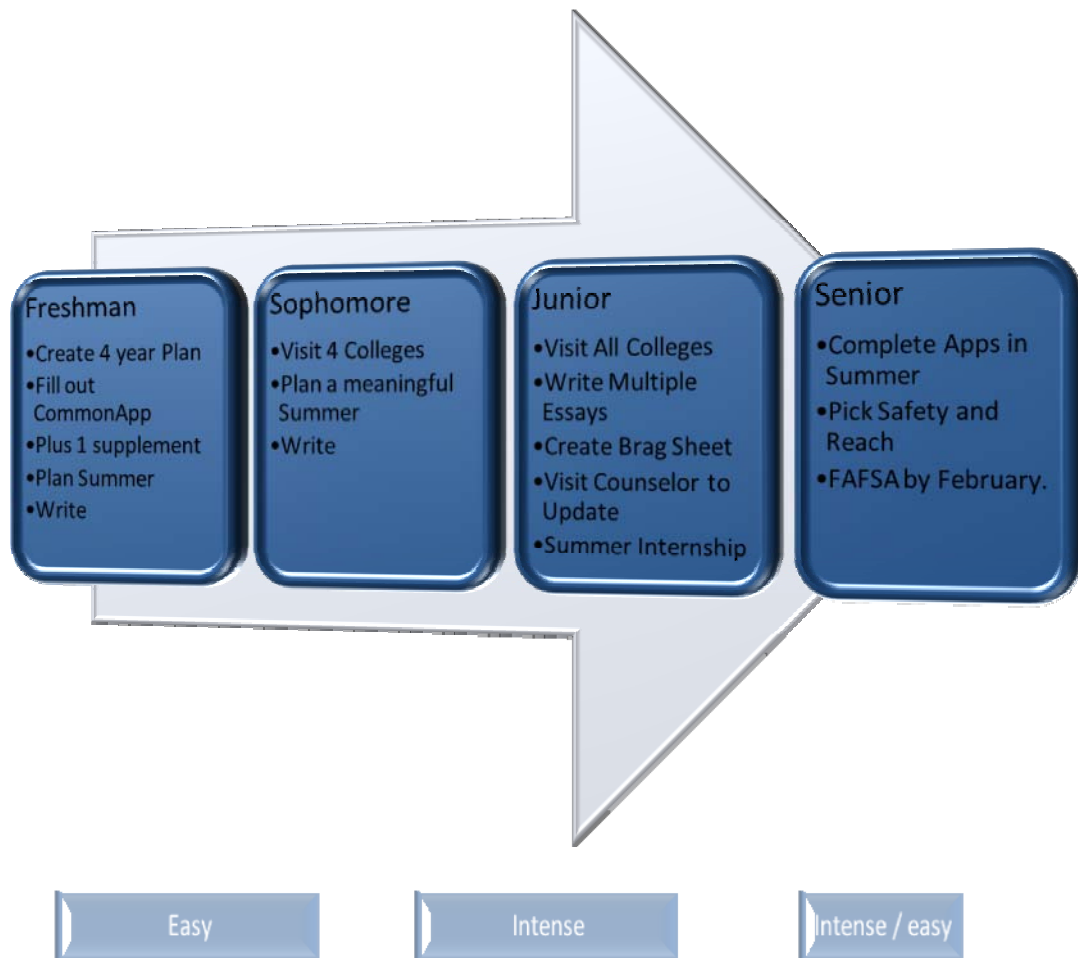 Freshman
•Create 4 year Plan
•Fill out
CommonApp
•Plus 1 supplement
•Plan Summer
•Write
Sophomore
•Visit 4 Colleges
•Plan a meaningful
Summer
•Write
Junior
•Visit All Colleges
•Write Multiple
Essays
•Create Brag Sheet
•Visit Counselor to
Update
•Summer Internship
Senior
•Complete Apps in
Summer
•Pick Safety and
Reach
•FAFSA by February.
Easy
Intense
Intense / easy